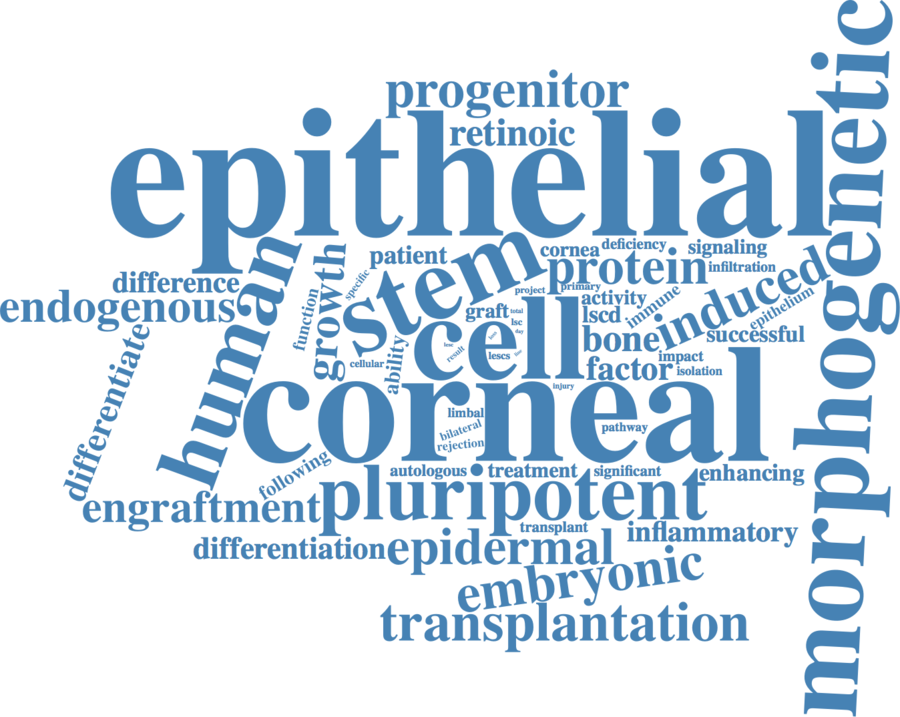 progenitor
retinoic
epithelial
morphogenetic
human
growth
patient
stem
cornea
deficiency
signaling
protein
infiltration
induced
difference
endogenous
function
specific
project
primary
activity
immune
epithelium
graft
total
lsc
day
cell
lscd
bone
successful
differentiate
ability
cellular
result
lescs
factor
impact
isolation
injury
corneal
limbal
bilateral
rejection
pathway
following
autologous
treatment
significant
enhancing
engraftment
pluripotent
transplant
inflammatory
differentiation
epidermal
embryonic
transplantation